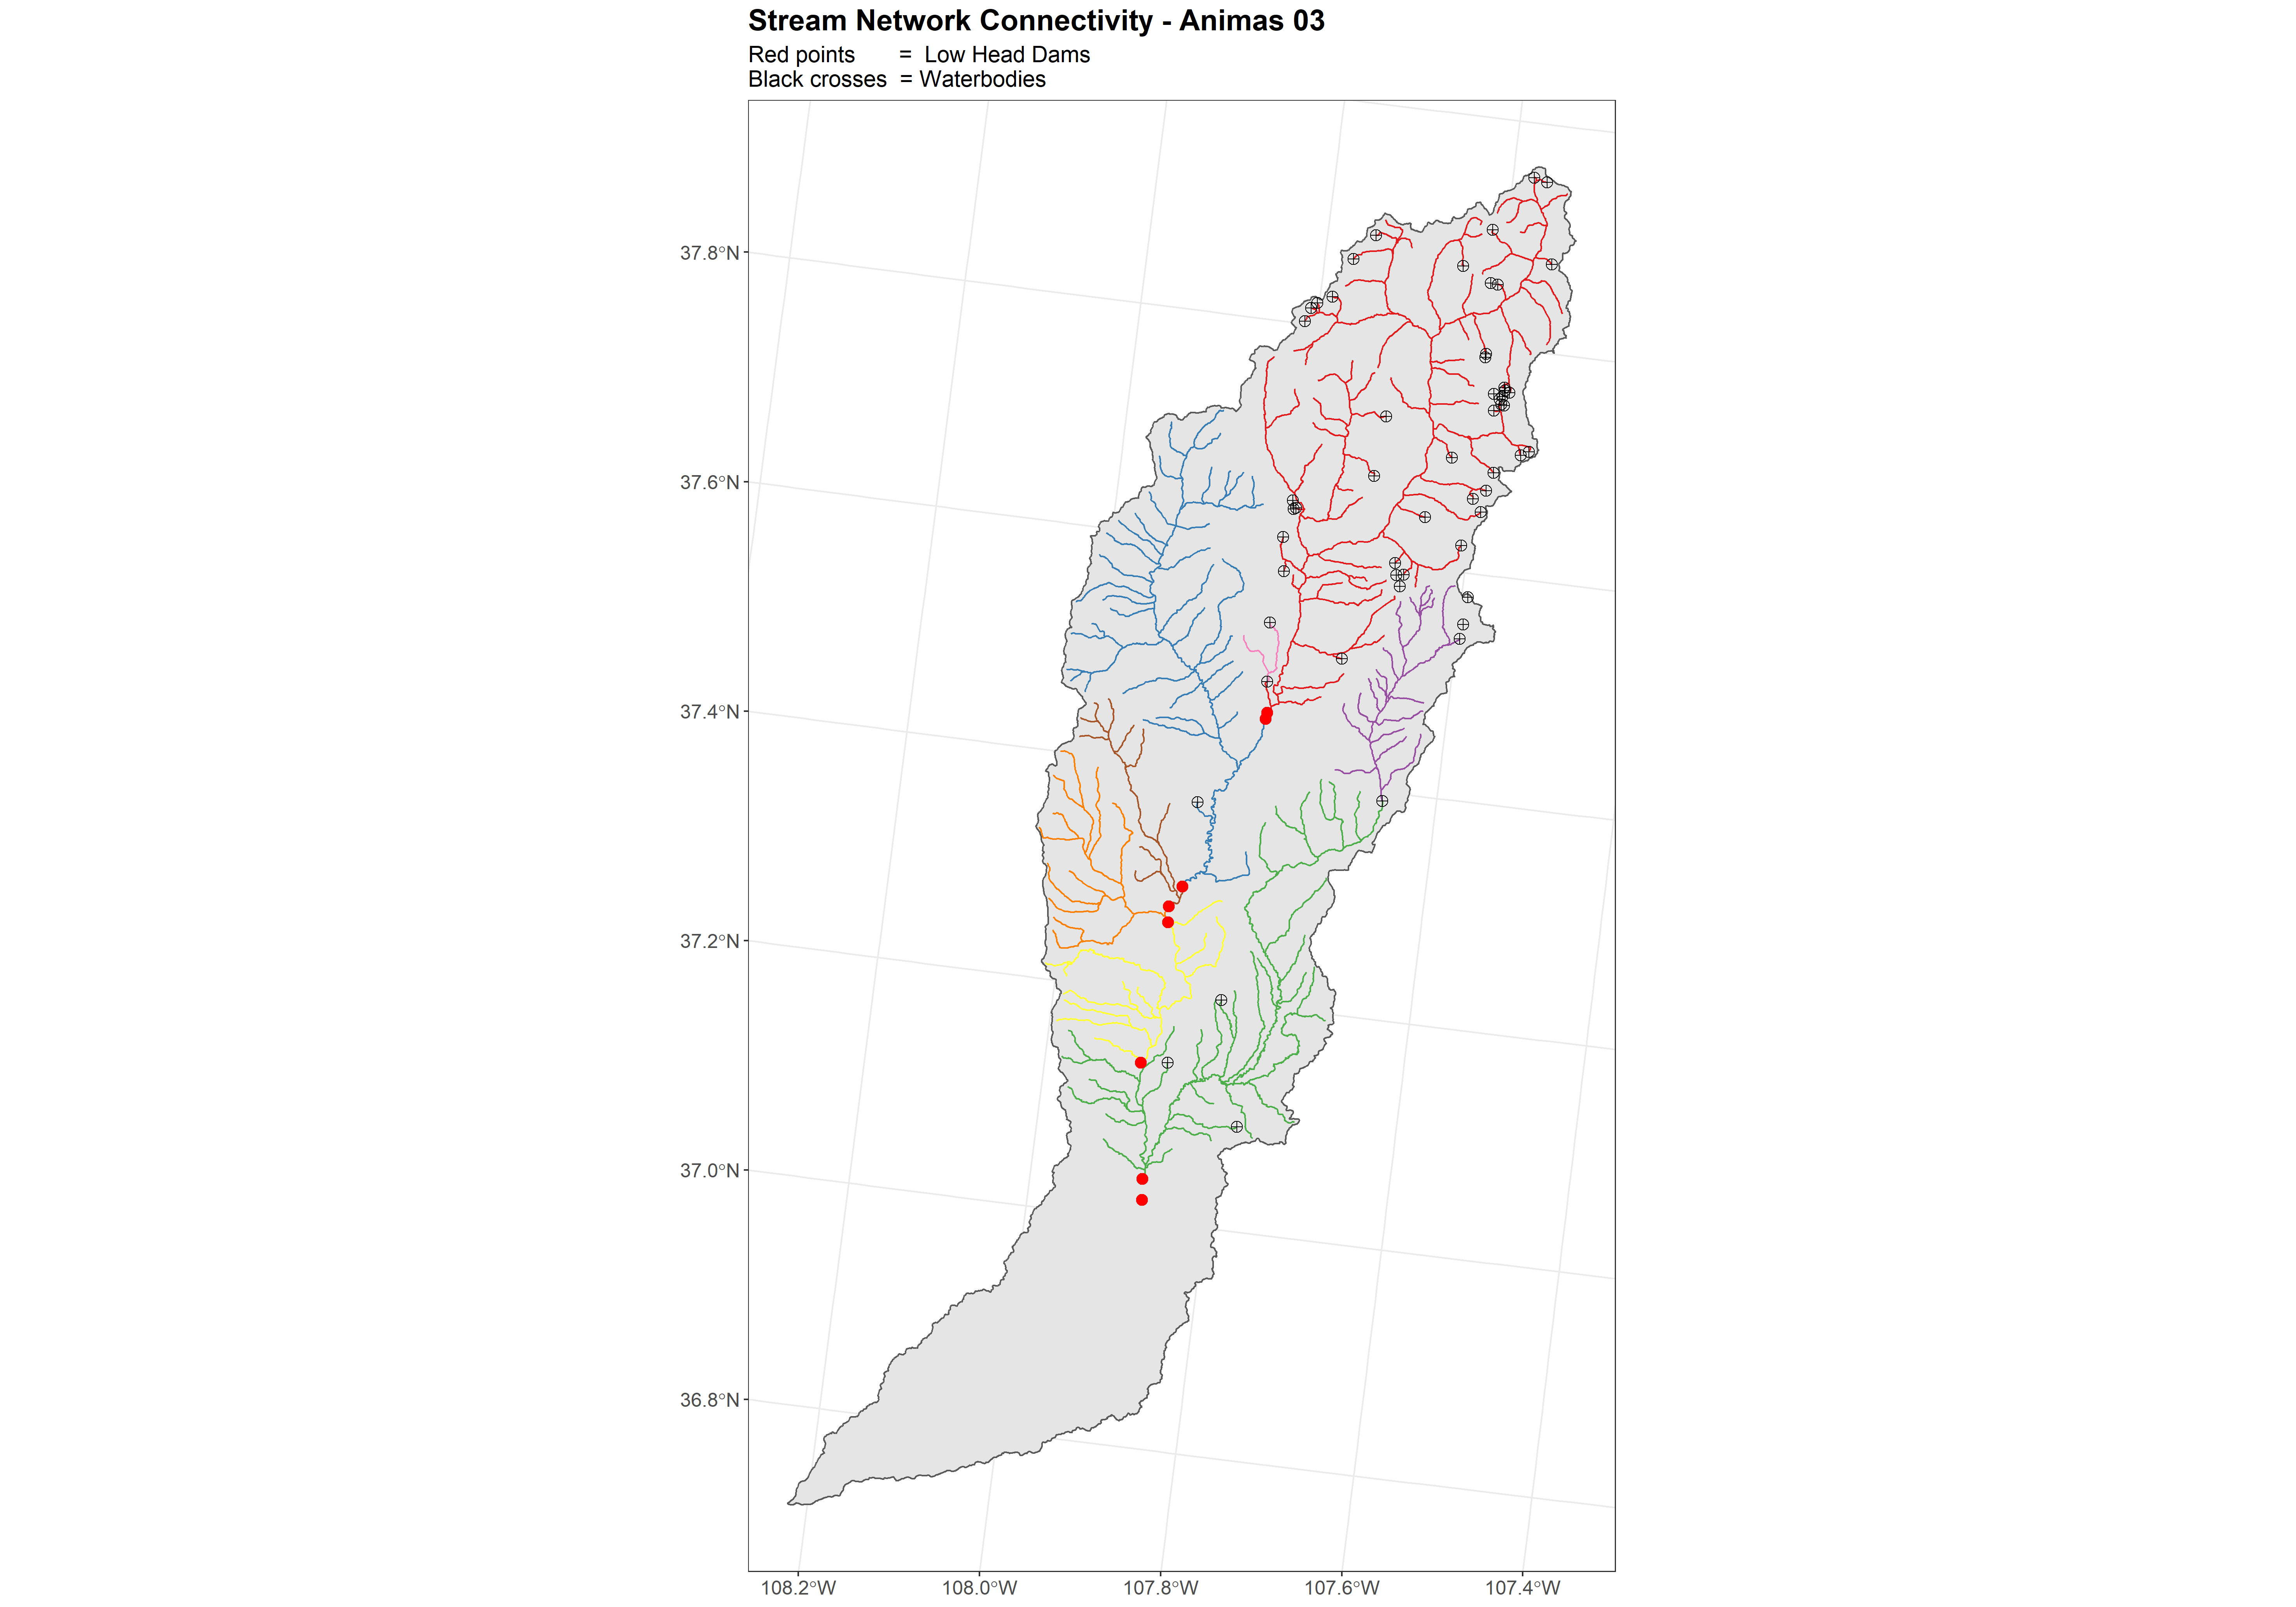 Stream Network Connectivity - Animas 03
Red points = Low Head Dams
Black crosses = Waterbodies
37.8°N
37.6°N
37.4°N
37.2°N
37.0°N
36.8°N
108.2°W 108.0°W 107.8°W 107.6°W 107.4°W